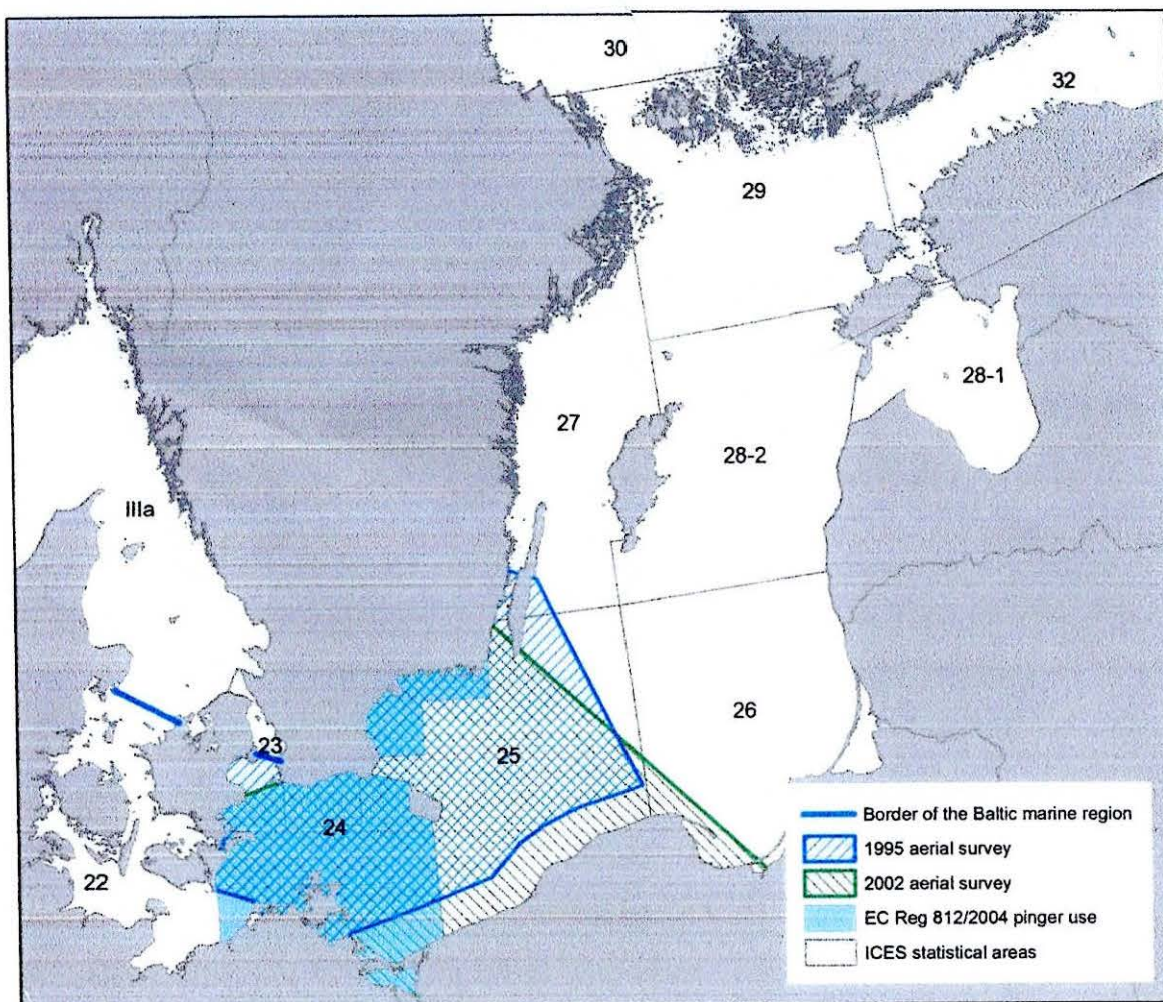 30
32
29
28-1
27
28-2
IIIa
26
23
25
24
22
Border of the Baltic marine region
1995 aerial survey
2002 aerial survey
EC Reg 812/2004 pinger use
ICES statistical areas